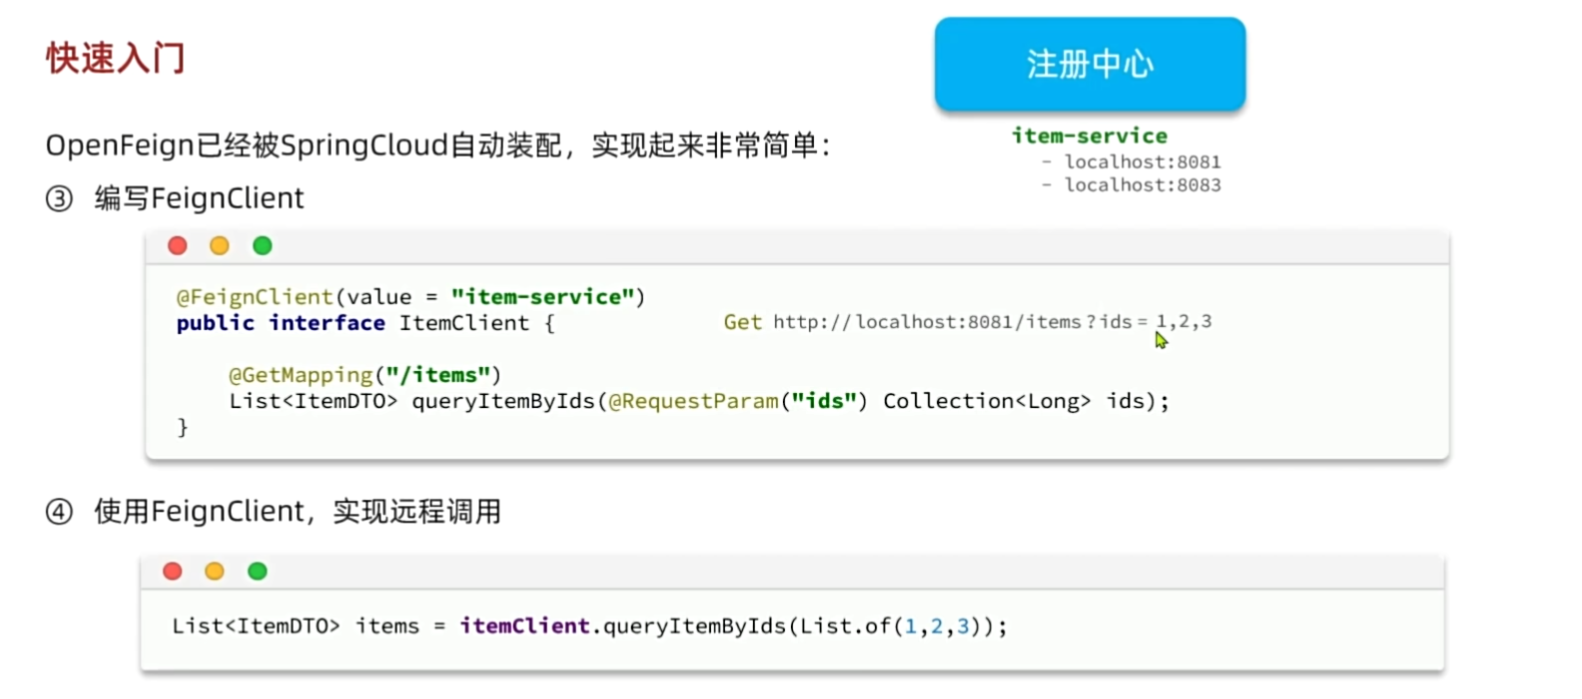 快速入门
注册中心
item-service
- localhost:8081
- localhost:8083
OpenFeign已经被SpringCloud自动装配，实现起来非常简单：
③ 编写FeignClient
@FeignClient(value = "item-service")
public interface ItemClient {
Get http://localhost:8081/items?ids=1,2,3
@GetMapping("/items")
List<ItemDTO> queryItemByIds(@RequestParam("ids") Collection<Long> ids);
}
④ 使用FeignClient，实现远程调用
List<ItemDTO> items = itemClient.queryItemByIds(List.of(1,2,3));